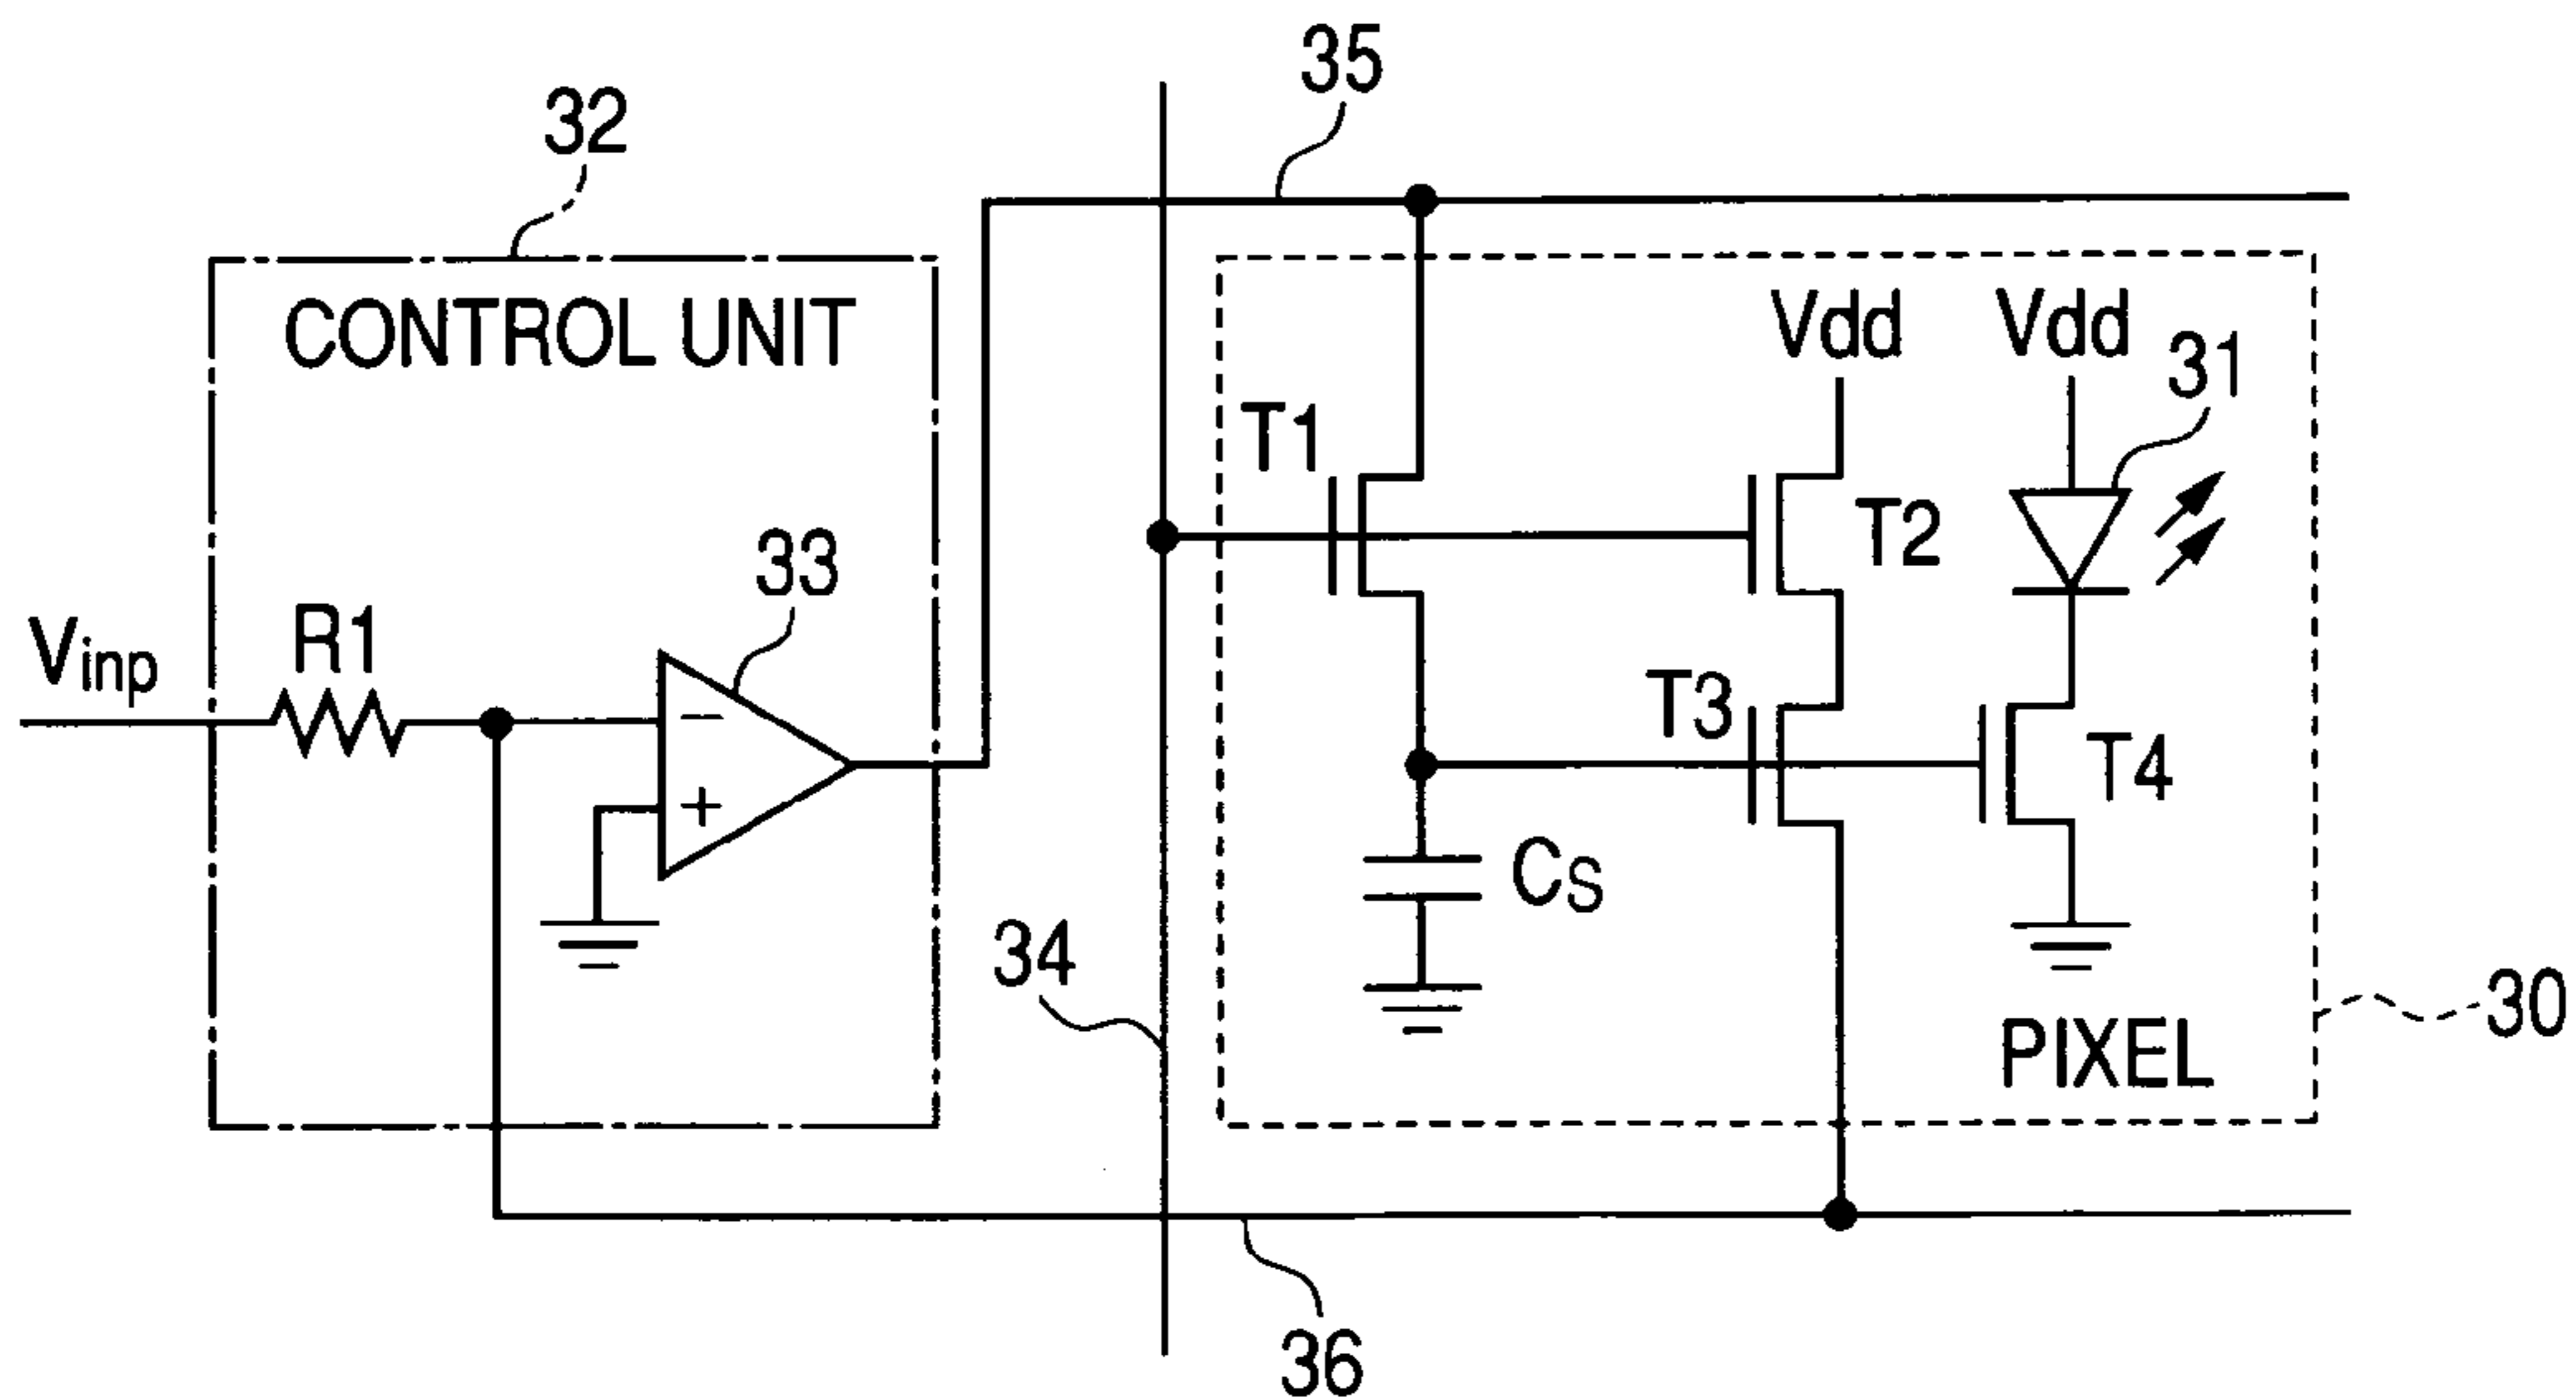 35
32
CONTROL UNIT
Vdd
Vdd
31
T1
T2
33
Vinp
R1
T3
T4
−
+
CS
34
30
PIXEL
36